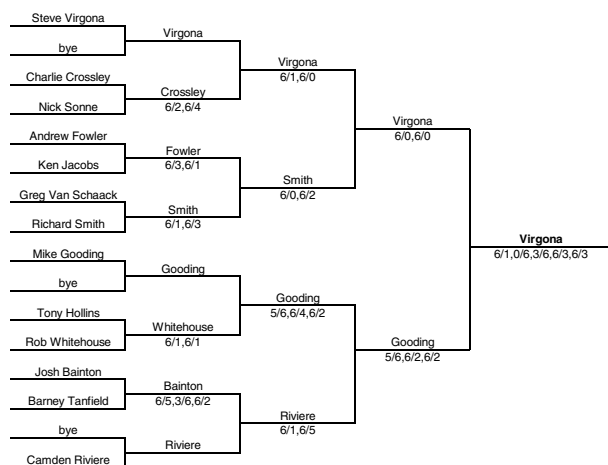 Steve Virgona
bye
Charlie Crossley
Nick Sonne
Andrew Fowler
Ken Jacobs
Greg Van Schaack
Richard Smith
Mike Gooding
bye
Tony Hollins
Rob Whitehouse
Josh Bainton
Barney Tanfield
bye
Camden Riviere
Virgona
Crossley
6/2,6/4
Fowler
6/3,6/1
Smith
6/1,6/3
Gooding
Whitehouse
6/1,6/1
Bainton
6/5,3/6,6/2
Riviere
Virgona
6/1,6/0
Smith
6/0,6/2
Gooding
5/6,6/4,6/2
Riviere
6/1,6/5
Virgona
6/0,6/0
Gooding
5/6,6/2,6/2
Virgona
6/1,0/6,3/6,6/3,6/3